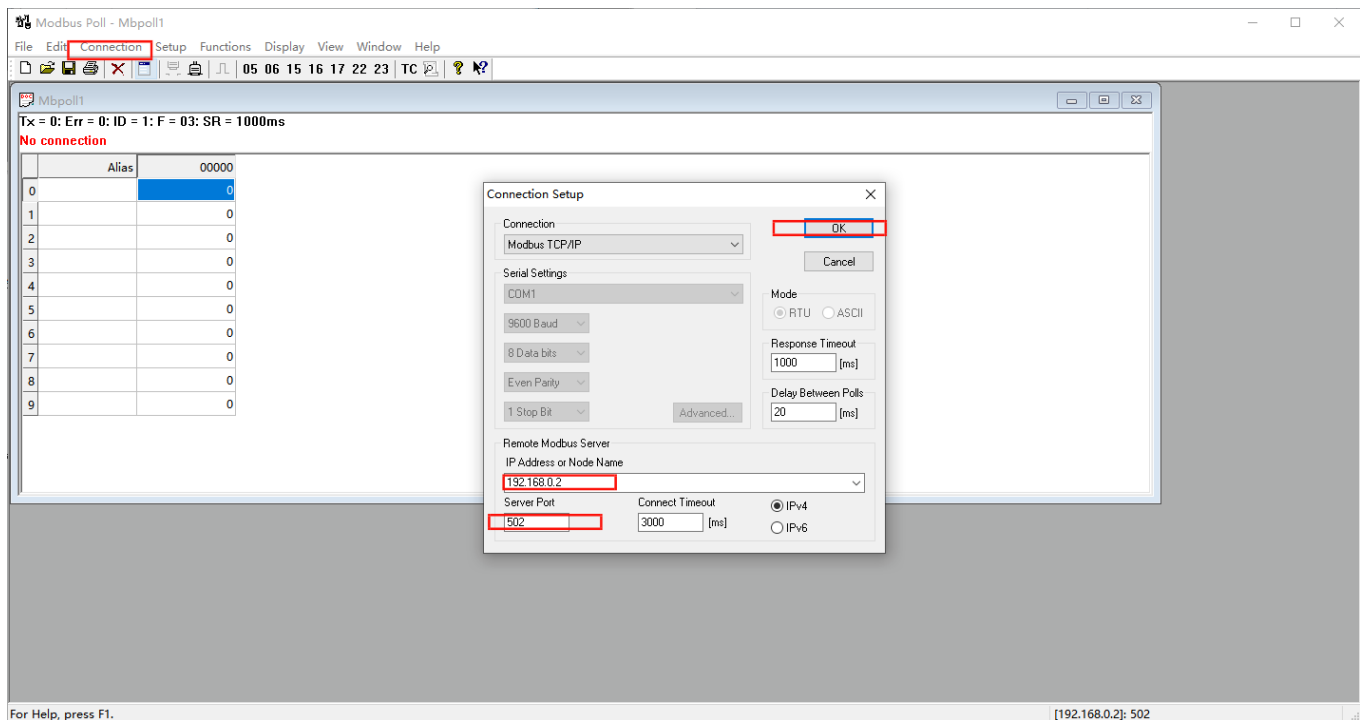 Modbus Poll - Mbpoll1
File Edit Connection Setup Functions Display View Window Help
05 06 15 16 17 22 23 TC
Mbpoll1
Tx = 0: Err = 0: ID = 1: F = 03: SR = 1000ms
No connection
Alias 00000
0 0
1 0
2 0
3 0
4 0
5 0
6 0
7 0
8 0
9 0
Connection Setup
Connection
Modbus TCP/IP
OK
Cancel
Serial Settings
COM1
9600 Baud
8 Data bits
Even Parity
1 Stop Bit
Advanced...
Mode
RTU ASCII
Response Timeout
1000 [ms]
Delay Between Polls
20 [ms]
Remote Modbus Server
IP Address or Node Name
192.168.0.2
Server Port Connect Timeout
502 3000 [ms]
IPv4
IPv6
For Help, press F1.
[192.168.0.2]: 502